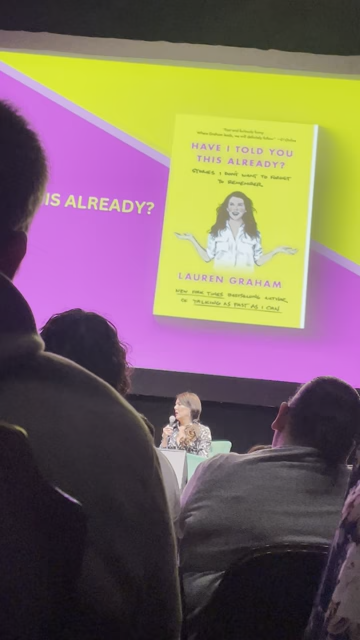 IS ALREADY?
HAVE I TOLD YOU
THIS ALREADY?
STORIES I DON'T WANT TO FORGET
TO REMEMBER
LAUREN GRAHAM
NEW YORK TIMES BESTSELLING AUTHOR
OF TALKING AS FAST AS I CAN